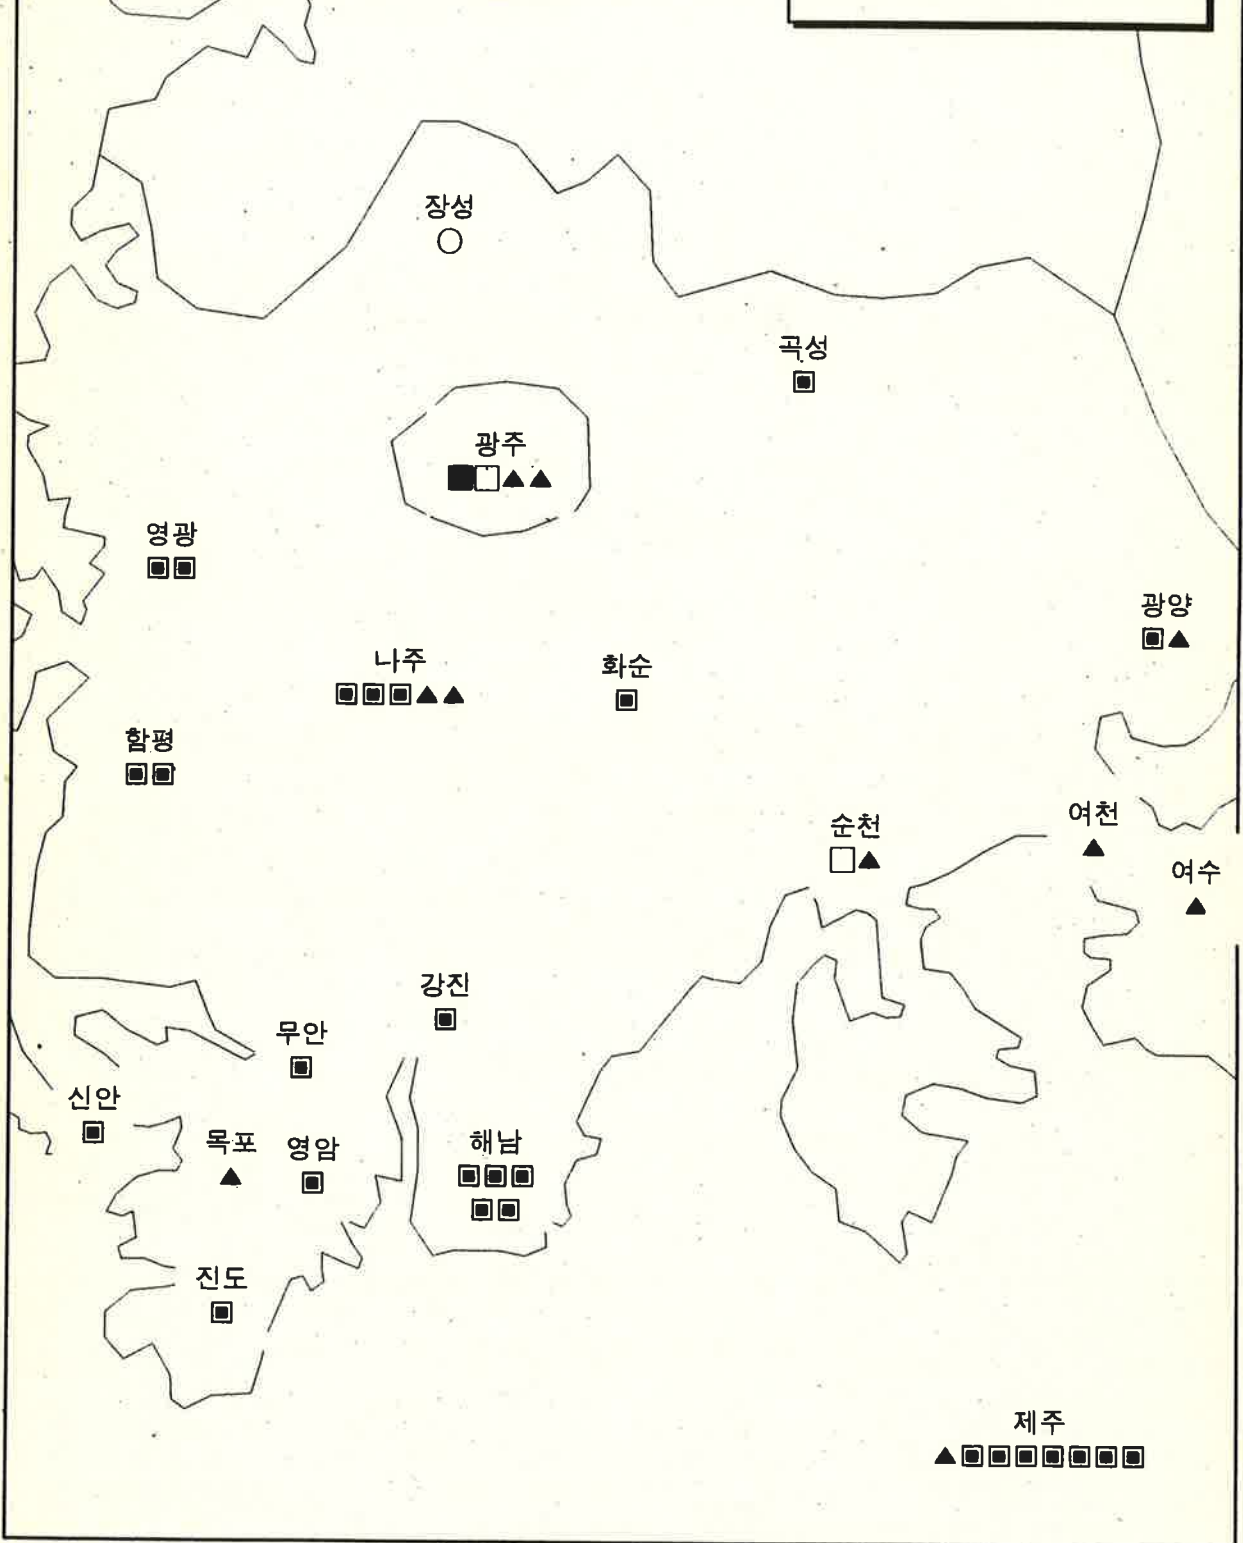 장성
곡성
광주
영광
광양
나주
화순
함평
여천
순천
여수
강진
무안
신안
목포
영암
해남
진도
제주